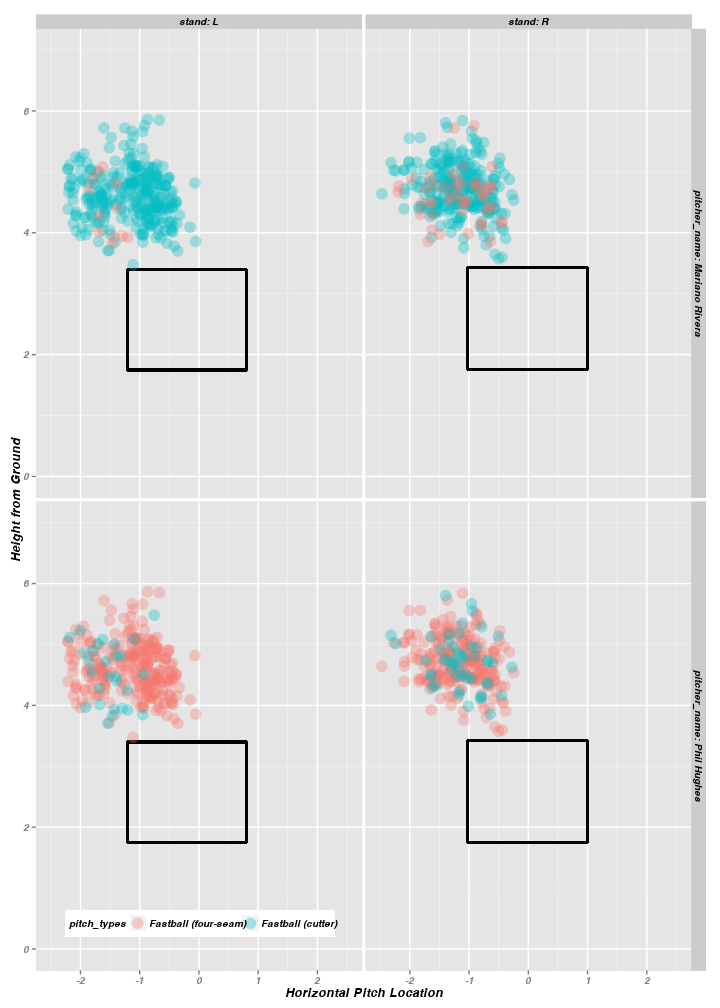 stand: L
stand: R
6
4
2
0
pitcher_name: Mariano Rivera
Height from Ground
6
4
2
0
pitcher_name: Phil Hughes
pitch_types Fastball (four-seam) Fastball (cutter)
-2 -1 0 1 2
-2 -1 0 1 2
Horizontal Pitch Location